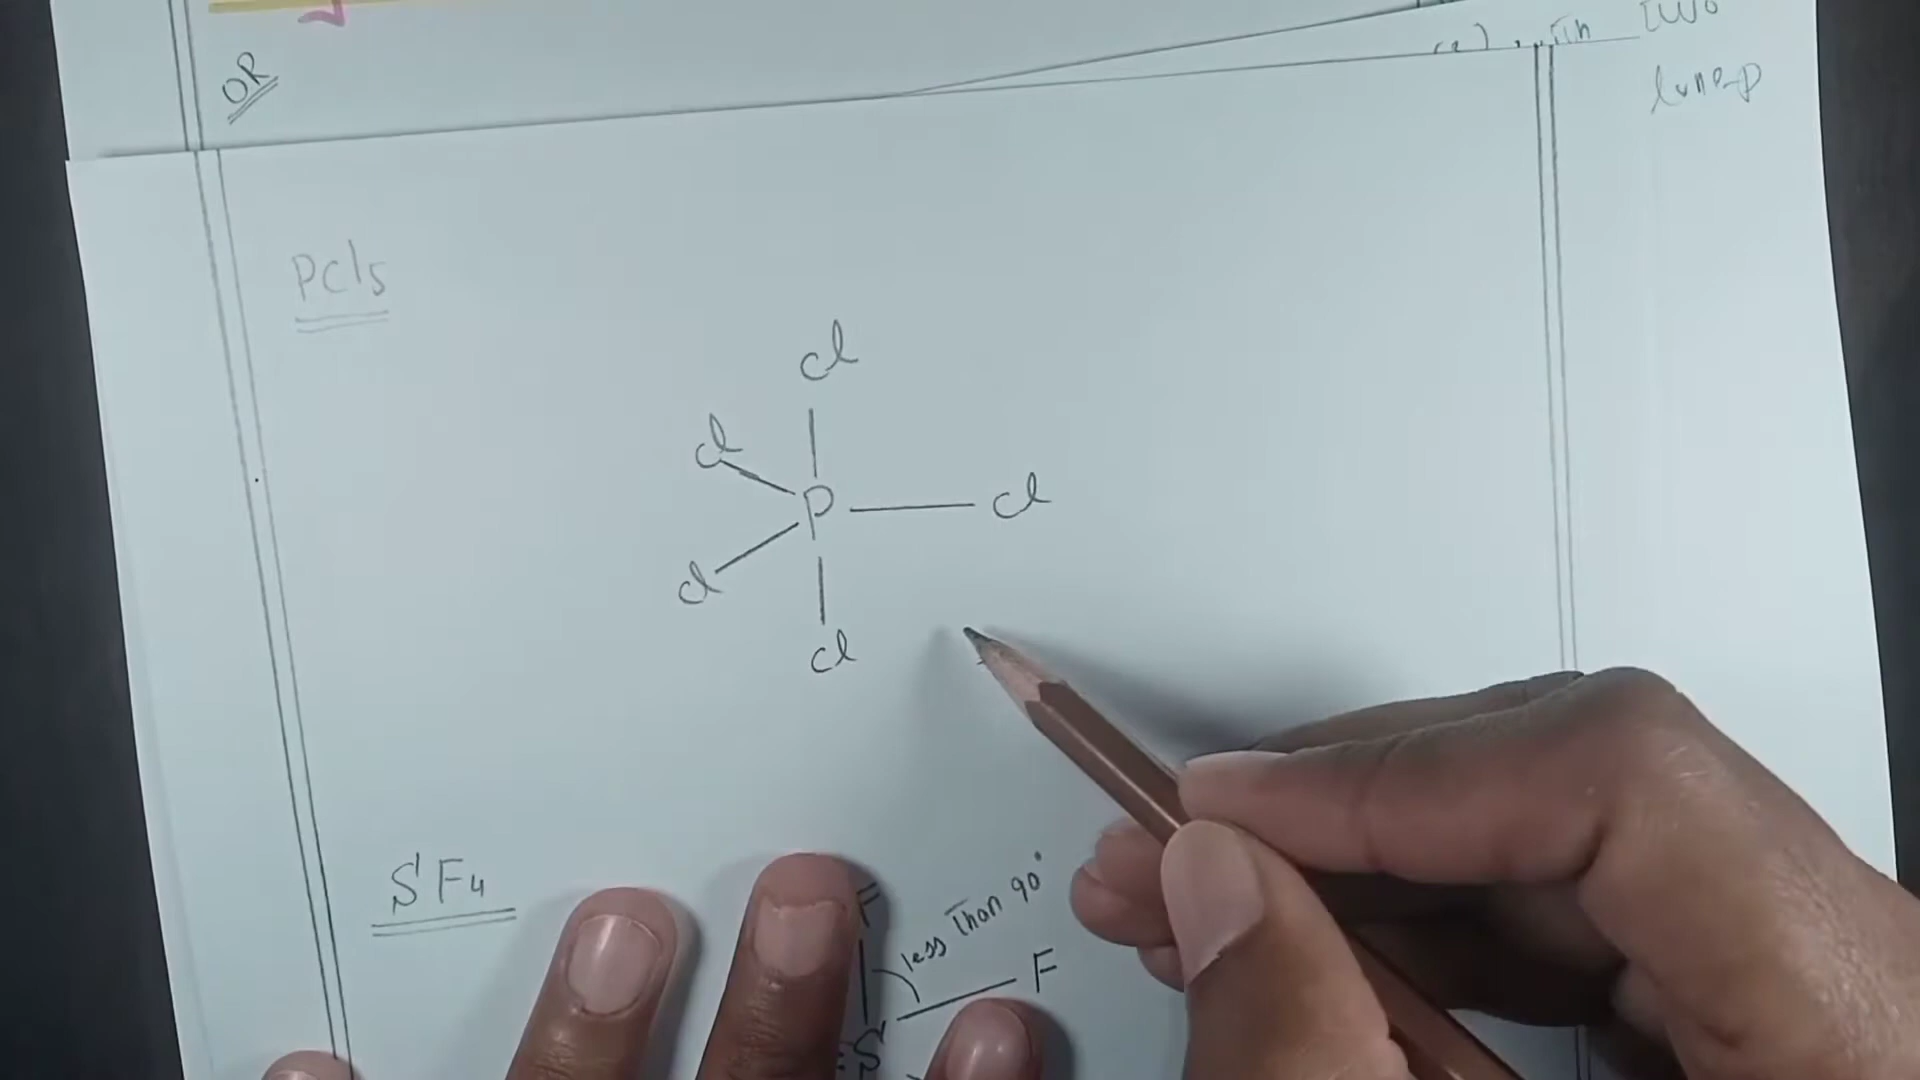 OR
Two
lone-p
PCl5
Cl
Cl
P Cl
Cl
Cl
SF4
F
less Than 90°
F
S